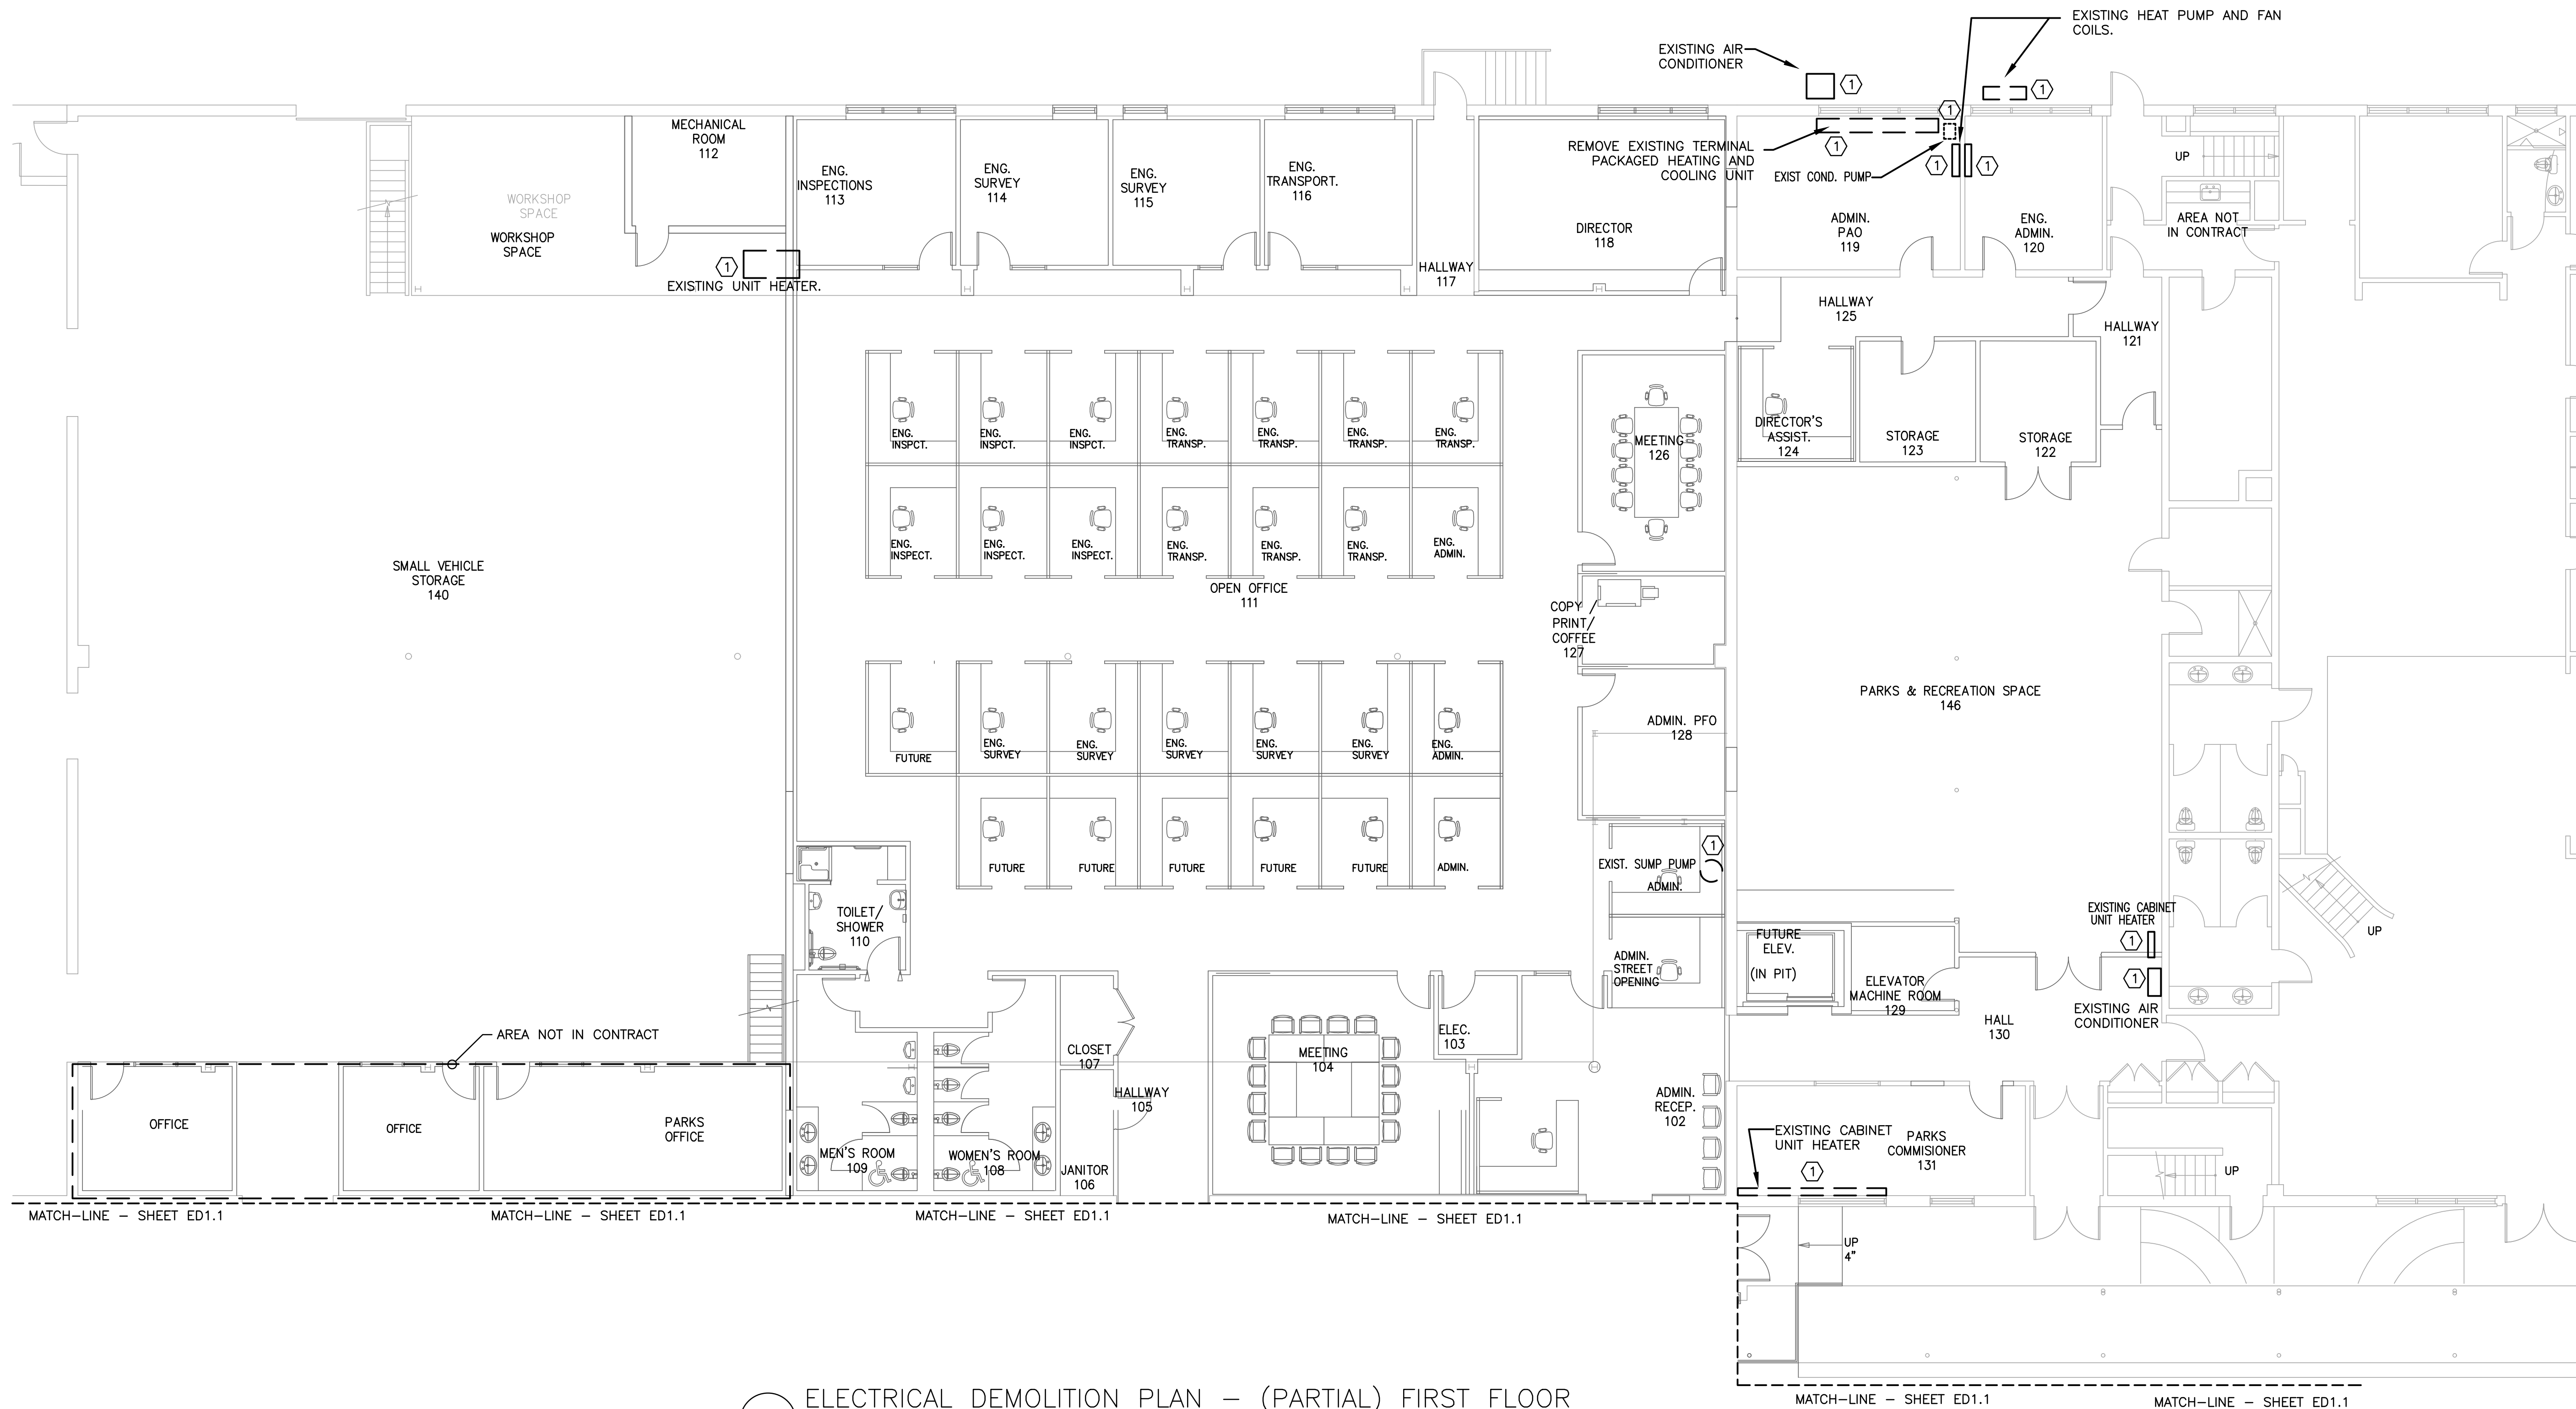 EXISTING HEAT PUMP AND FAN
COILS.
EXISTING AIR
CONDITIONER
1
1
1
MECHANICAL
ROOM
112
REMOVE EXISTING TERMINAL
PACKAGED HEATING AND
COOLING UNIT
1
EXIST COND. PUMP
1
1
UP
WORKSHOP
SPACE
WORKSHOP
SPACE
ENG.
INSPECTIONS
113
ENG.
SURVEY
114
ENG.
SURVEY
115
ENG.
TRANSPORT.
116
DIRECTOR
118
ADMIN.
PAO
119
ENG.
ADMIN.
120
AREA NOT
IN CONTRACT
1
EXISTING UNIT HEATER.
HALLWAY
117
HALLWAY
125
HALLWAY
121
ENG.
INSPCT.
ENG.
INSPCT.
ENG.
INSPCT.
ENG.
TRANSP.
ENG.
TRANSP.
ENG.
TRANSP.
ENG.
TRANSP.
MEETING
126
DIRECTOR'S
ASSIST.
124
STORAGE
123
STORAGE
122
ENG.
INSPECT.
ENG.
INSPECT.
ENG.
INSPECT.
ENG.
TRANSP.
ENG.
TRANSP.
ENG.
TRANSP.
ENG.
ADMIN.
SMALL VEHICLE
STORAGE
140
OPEN OFFICE
111
COPY
PRINT/
COFFEE
127
PARKS & RECREATION SPACE
146
FUTURE
ENG.
SURVEY
ENG.
SURVEY
ENG.
SURVEY
ENG.
SURVEY
ENG.
SURVEY
ENG.
ADMIN.
ADMIN. PFO
128
FUTURE
FUTURE
FUTURE
FUTURE
FUTURE
ADMIN.
1
EXIST. SUMP PUMP
ADMIN.
TOILET/
SHOWER
110
EXISTING CABINET
UNIT HEATER
1
UP
FUTURE
ELEV.
(IN PIT)
ADMIN.
STREET
OPENING
ELEVATOR
MACHINE ROOM
129
1
EXISTING AIR
CONDITIONER
HALL
130
AREA NOT IN CONTRACT
CLOSET
107
MEETING
104
ELEC.
103
HALLWAY
105
ADMIN.
RECEP.
102
OFFICE
OFFICE
PARKS
OFFICE
MEN'S ROOM
109
WOMEN'S ROOM
108
JANITOR
106
EXISTING CABINET
UNIT HEATER
1
PARKS
COMMISIONER
131
UP
MATCH-LINE - SHEET ED1.1
MATCH-LINE - SHEET ED1.1
MATCH-LINE - SHEET ED1.1
MATCH-LINE - SHEET ED1.1
UP
4"
ELECTRICAL DEMOLITION PLAN - (PARTIAL) FIRST FLOOR
MATCH-LINE - SHEET ED1.1
MATCH-LINE - SHEET ED1.1